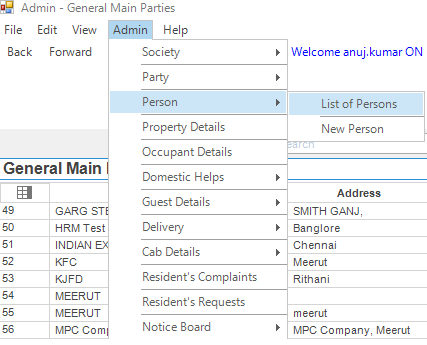 Admin - General Main Parties
File Edit View Admin Help
Back Forward Welcome anuj.kumar ON
Society
Party
Person
List of Persons
New Person
Property Details
Occupant Details
Domestic Helps
Guest Details
Delivery
Cab Details
Resident's Complaints
Resident's Requests
Notice Board
earch
General Main
Address
49 GARG STE SMITH GANJ,
50 HRM Test Banglore
51 INDIAN EX Chennai
52 KFC Meerut
53 KJFD Rithani
54 MEERUT
55 MEERUT meerut
56 MPC Comp MPC Company, Meerut